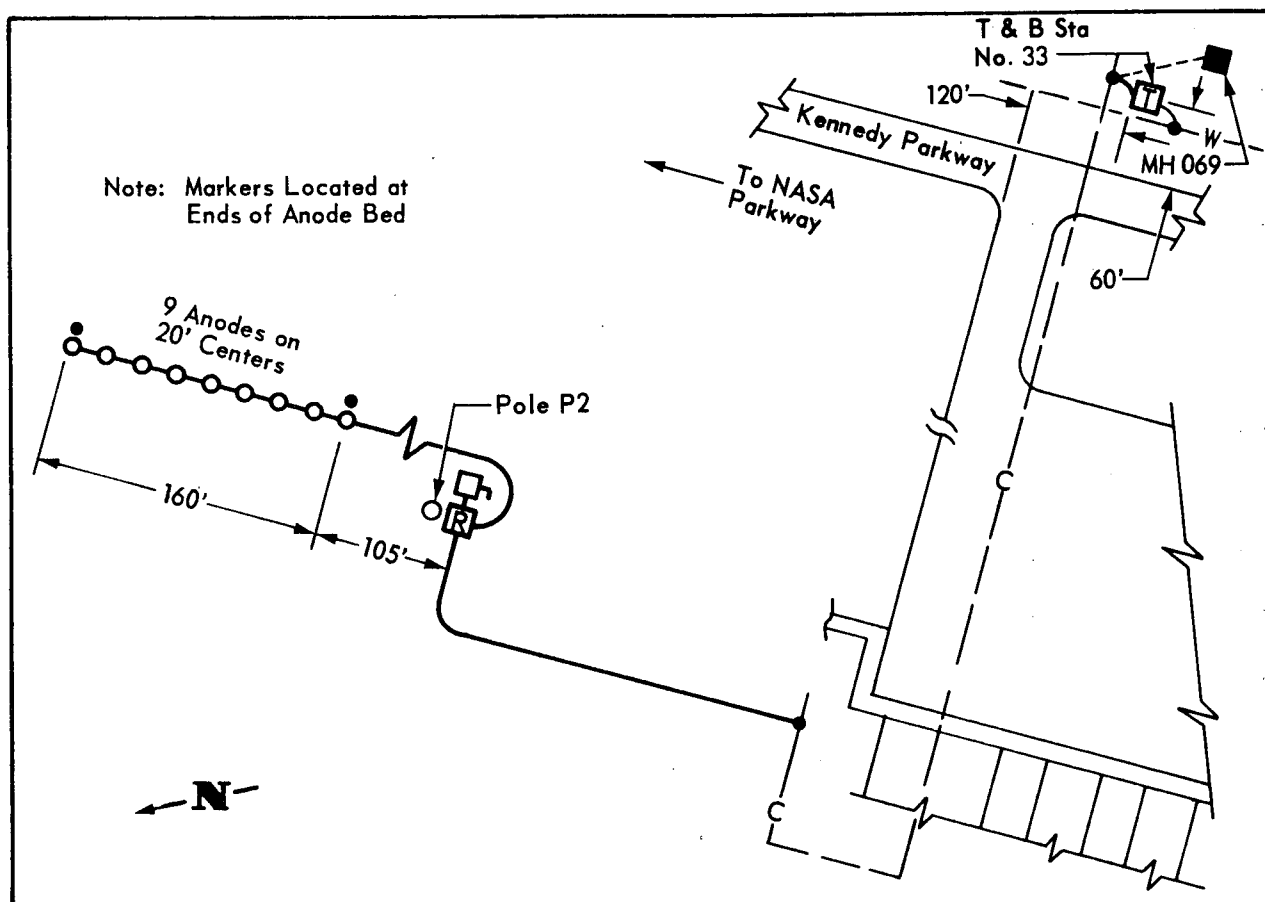 T & B Sta
No. 33
120'
T
Kennedy Parkway
W
MH 069
To NASA
Parkway
Note: Markers Located at
Ends of Anode Bed
60'
9 Anodes on
20' Centers
Pole P2
160'
R
105'
C
N
C